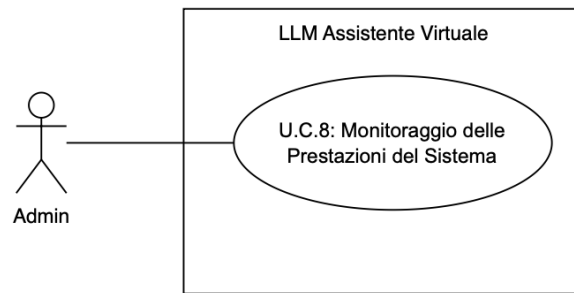 LLM Assistente Virtuale
U.C.8: Monitoraggio delle
Prestazioni del Sistema
Admin